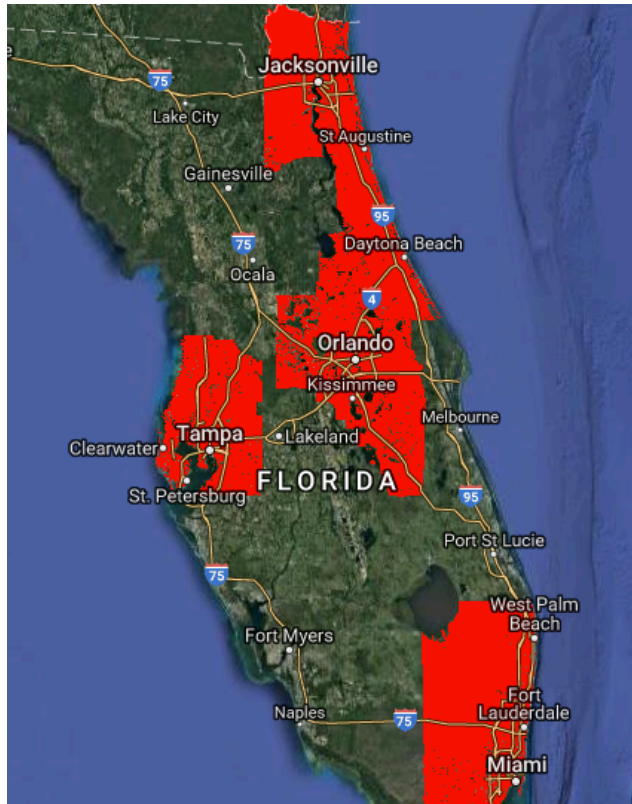 Jacksonville
75
Lake City
St Augustine
Gainesville
95
75
Daytona Beach
Ocala
4
Orlando
Kissimmee
Melbourne
Tampa
Lakeland
Clearwater
FLORIDA
St. Petersburg
95
Port St Lucie
75
West Palm
Beach
Fort Myers
Fort
Lauderdale
Naples
75
Miami